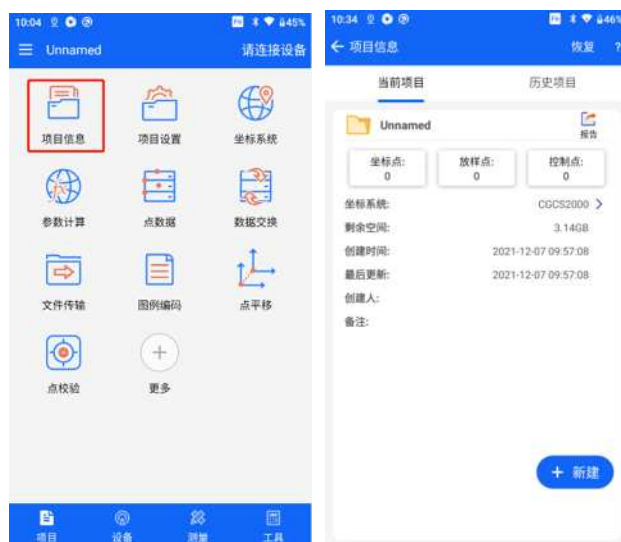 10:04
45%
Unnamed
请连接设备
项目信息
项目设置
坐标系统
参数计算
点数据
数据交换
文件传输
图例编码
点平移
点校验
更多
项目
设备
测量
工具
10:34
46%
项目信息
恢复
?
当前项目
历史项目
Unnamed
报告
坐标点:
0
放样点:
0
控制点:
0
坐标系统:
CGCS2000
剩余空间:
3.14GB
创建时间:
2021-12-07 09:57:08
最后更新:
2021-12-07 09:57:08
创建人:
备注:
+ 新建